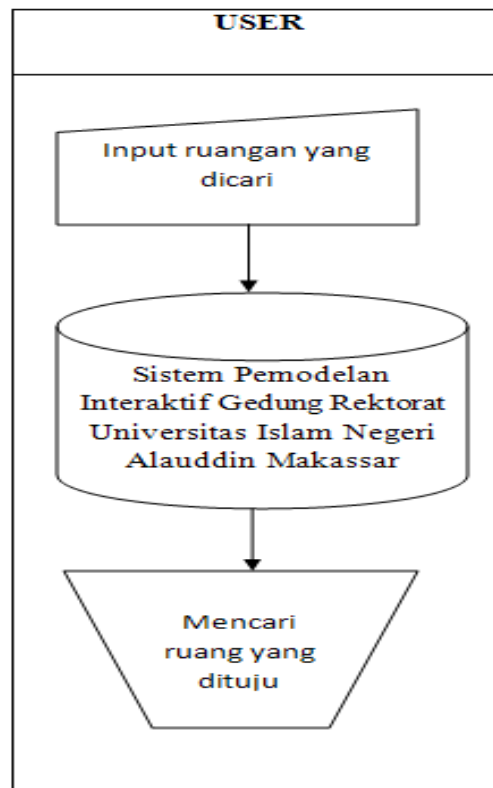 USER
Input ruangan yang
dicari
Sistem Pemodelan
Interaktif Gedung Rektorat
Universitas Islam Negeri
Alauddin Makassar
Mencari
ruang yang
dituju